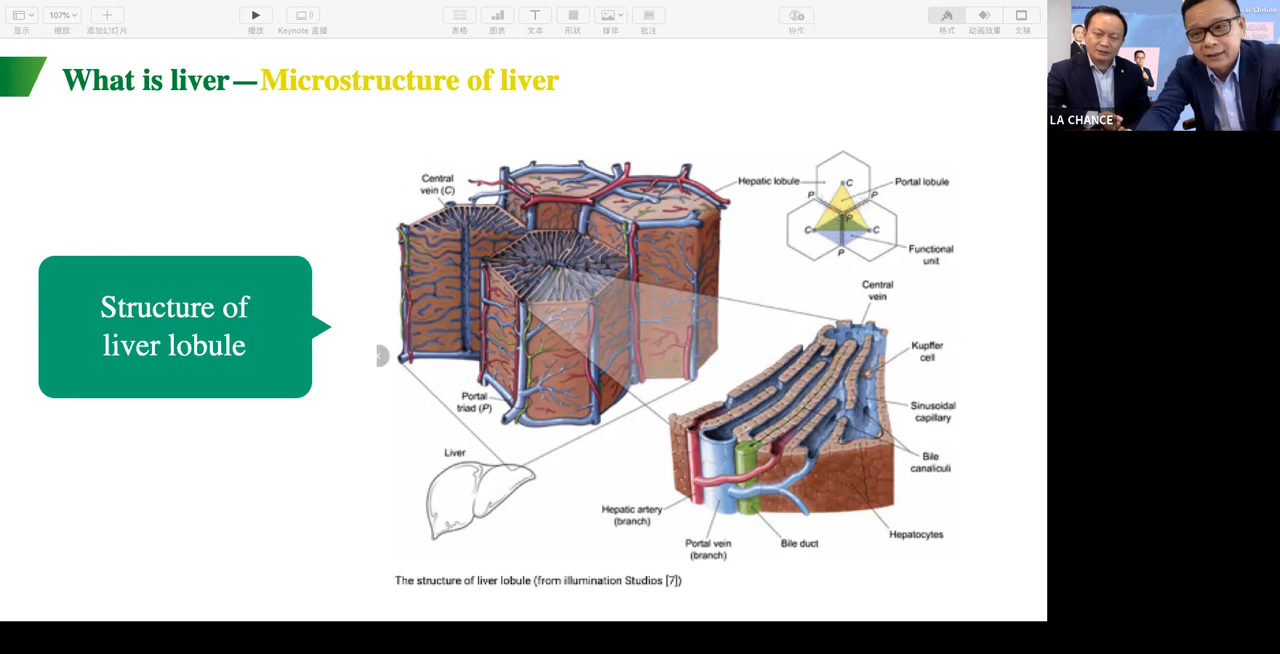 107%
显示
缩放
添加幻灯片
播放
Keynote 直播
表格
图表
文本
形状
媒体
批注
协作
格式
动画效果
文稿
What is liver—Microstructure of liver
LA CHANCE
Structure of
liver lobule
Central
vein (C)
Hepatic lobule
C
Portal lobule
P
P
P
C
C
P
Functional
unit
Central
vein
Kupffer
cell
Sinusoidal
capillary
Bile
canaliculi
Portal
triad (P)
Liver
Hepatic artery
(branch)
Portal vein
(branch)
Bile duct
Hepatocytes
The structure of liver lobule (from illumination Studios [7])